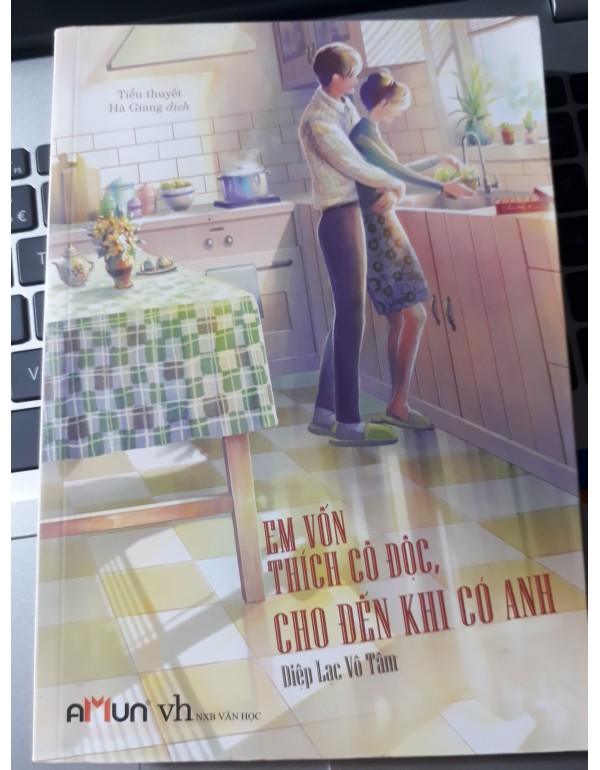 Tiểu thuyết
Hà Giang dịch
EM VỐN
THÍCH CÔ ĐỘC,
CHO ĐẾN KHI CÓ ANH
Diệp Lạc Vô Tâm
AMUN vh NXB VĂN HỌC